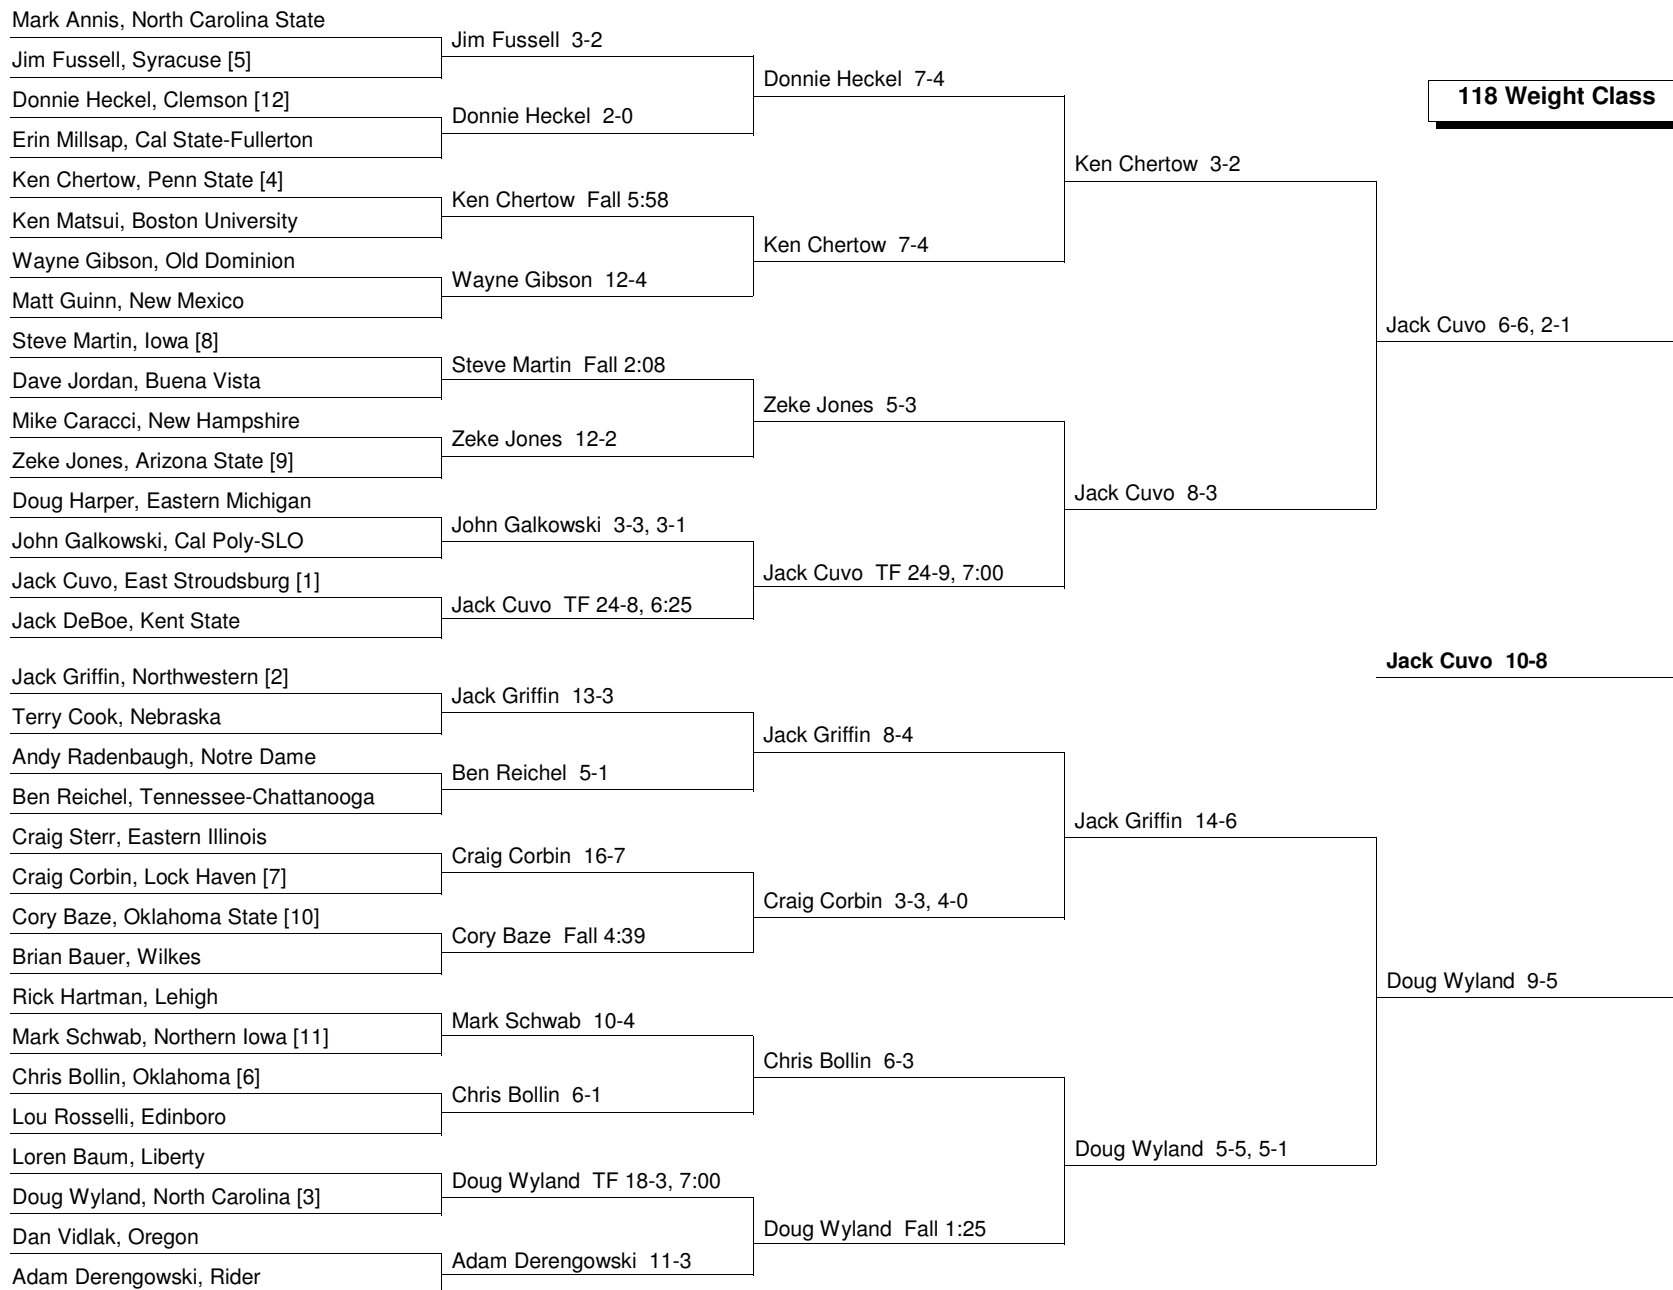 118 Weight Class
Mark Annis, North Carolina State
Jim Fussell, Syracuse [5]
Donnie Heckel, Clemson [12]
Erin Millsap, Cal State-Fullerton
Ken Chertow, Penn State [4]
Ken Matsui, Boston University
Wayne Gibson, Old Dominion
Matt Guinn, New Mexico
Steve Martin, Iowa [8]
Dave Jordan, Buena Vista
Mike Caracci, New Hampshire
Zeke Jones, Arizona State [9]
Doug Harper, Eastern Michigan
John Galkowski, Cal Poly-SLO
Jack Cuvo, East Stroudsburg [1]
Jack DeBoe, Kent State
Jack Griffin, Northwestern [2]
Terry Cook, Nebraska
Andy Radenbaugh, Notre Dame
Ben Reichel, Tennessee-Chattanooga
Craig Sterr, Eastern Illinois
Craig Corbin, Lock Haven [7]
Cory Baze, Oklahoma State [10]
Brian Bauer, Wilkes
Rick Hartman, Lehigh
Mark Schwab, Northern Iowa [11]
Chris Bollin, Oklahoma [6]
Lou Rosselli, Edinboro
Loren Baum, Liberty
Doug Wyland, North Carolina [3]
Dan Vidlak, Oregon
Adam Derengowski, Rider
Jim Fussell 3-2
Donnie Heckel 2-0
Ken Chertow Fall 5:58
Wayne Gibson 12-4
Steve Martin Fall 2:08
Zeke Jones 12-2
John Galkowski 3-3, 3-1
Jack Cuvo TF 24-8, 6:25
Jack Griffin 13-3
Ben Reichel 5-1
Craig Corbin 16-7
Cory Baze Fall 4:39
Mark Schwab 10-4
Chris Bollin 6-1
Doug Wyland TF 18-3, 7:00
Adam Derengowski 11-3
Donnie Heckel 7-4
Ken Chertow 7-4
Zeke Jones 5-3
Jack Cuvo TF 24-9, 7:00
Jack Griffin 8-4
Craig Corbin 3-3, 4-0
Chris Bollin 6-3
Doug Wyland Fall 1:25
Ken Chertow 3-2
Jack Cuvo 8-3
Jack Griffin 14-6
Doug Wyland 5-5, 5-1
Jack Cuvo 6-6, 2-1
Jack Cuvo 10-8
Doug Wyland 9-5